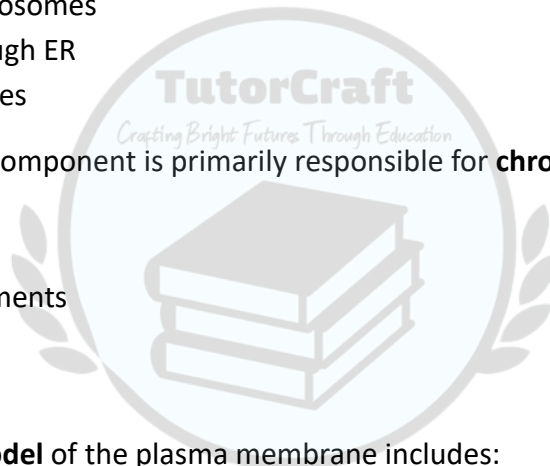 osomes
ugh ER
es
TutorCraft
Crafting Bright Futures Through Education
omponent is primarily responsible for chro
ments
odel of the plasma membrane includes: